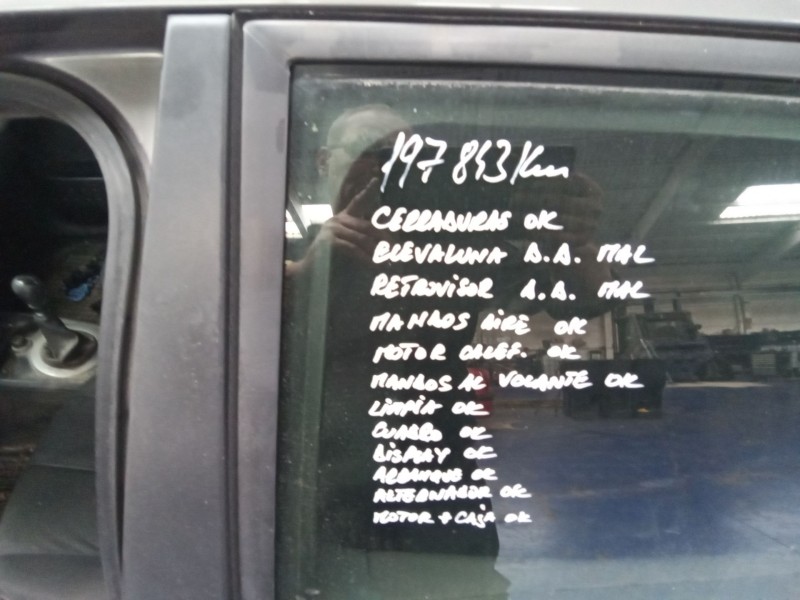 197 843 Km
CERRADURAS OK
ELEVALUNA D.D. MAL
RETROVISOR D.D. MAL
MANDOS AIRE OK
MOTOR CALEF. OK
MANDOS AL VOLANTE OK
LIMPIA OK
CUADRO OK
DISPLAY OK
ARRANQUE OK
ALTERNADOR OK
MOTOR + CAJA OK